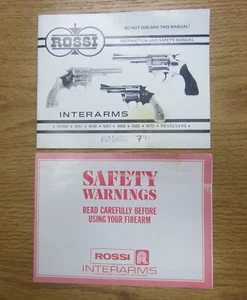 DO NOT DISCARD THIS MANUAL!
ROSSI
INSTRUCTION AND SAFETY MANUAL
INTERARMS
REVOLVERS
SAFETY
WARNINGS
READ CAREFULLY BEFORE
USING YOUR FIREARM
ROSSI
INTERARMS